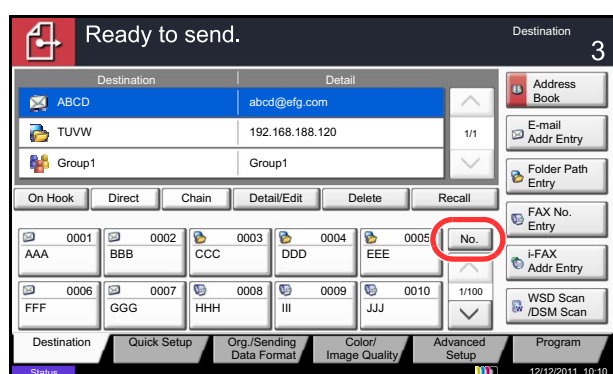 Ready to send.
Destination
3
Destination Detail
ABCD abcd@efg.com
TUVW 192.168.188.120 1/1
Group1 Group1
Address
Book
E-mail
Addr Entry
Folder Path
Entry
FAX No.
Entry
i-FAX
Addr Entry
WSD Scan
/DSM Scan
On Hook Direct Chain Detail/Edit Delete Recall
0001 0002 0003 0004 0005 No.
AAA BBB CCC DDD EEE
0006 0007 0008 0009 0010 1/100
FFF GGG HHH III JJJ
Destination Quick Setup Org./Sending
Data Format Color/
Image Quality Advanced
Setup Program
Status 12/12/2011 10:10